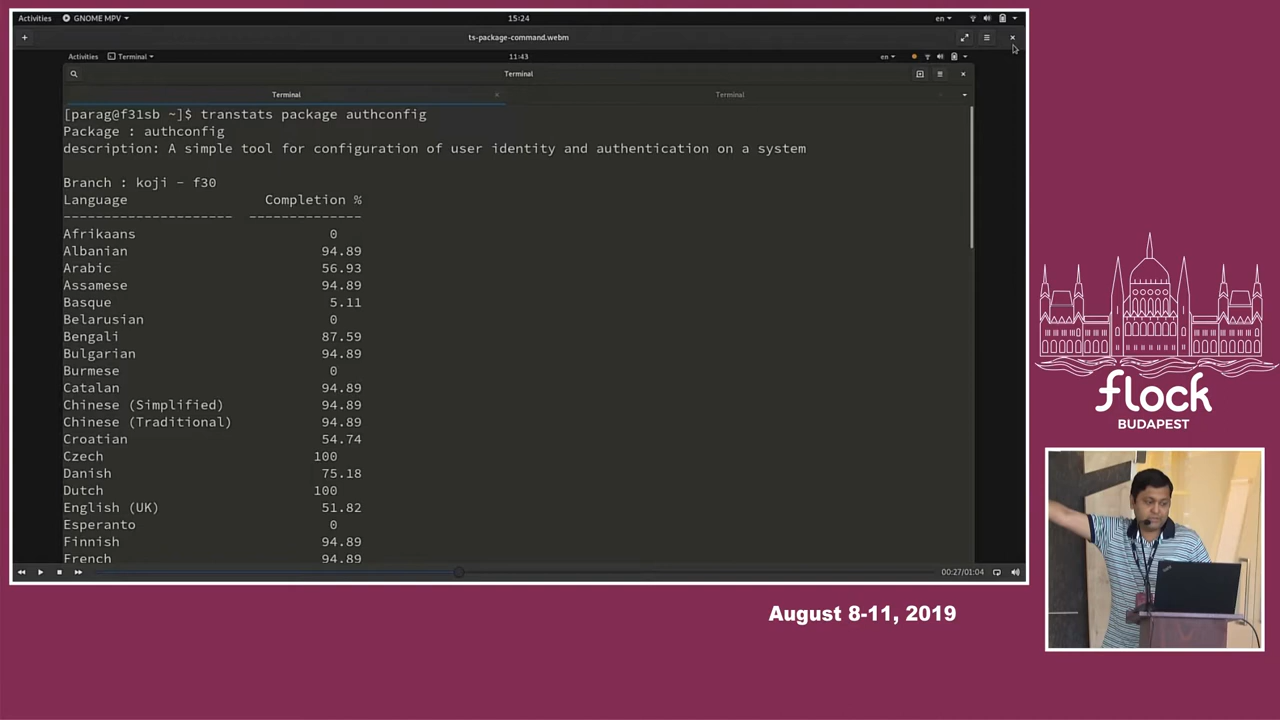 Activities GNOME MPV 15:24 en
ts-package-command.webm
Activities Terminal 11:43 en
Terminal
Terminal Terminal
[parag@f31sb ~]$ transtats package authconfig
Package : authconfig
description: A simple tool for configuration of user identity and authentication on a system
Branch : koji - f30
Language Completion %
--------------------- --------------
Afrikaans 0
Albanian 94.89
Arabic 56.93
Assamese 94.89
Basque 5.11
Belarusian 0
Bengali 87.59
Bulgarian 94.89
Burmese 0
Catalan 94.89
Chinese (Simplified) 94.89
Chinese (Traditional) 94.89
Croatian 54.74
Czech 100
Danish 75.18
Dutch 100
English (UK) 51.82
Esperanto 0
Finnish 94.89
French 94.89
00:27/01:04
flock
BUDAPEST
August 8-11, 2019